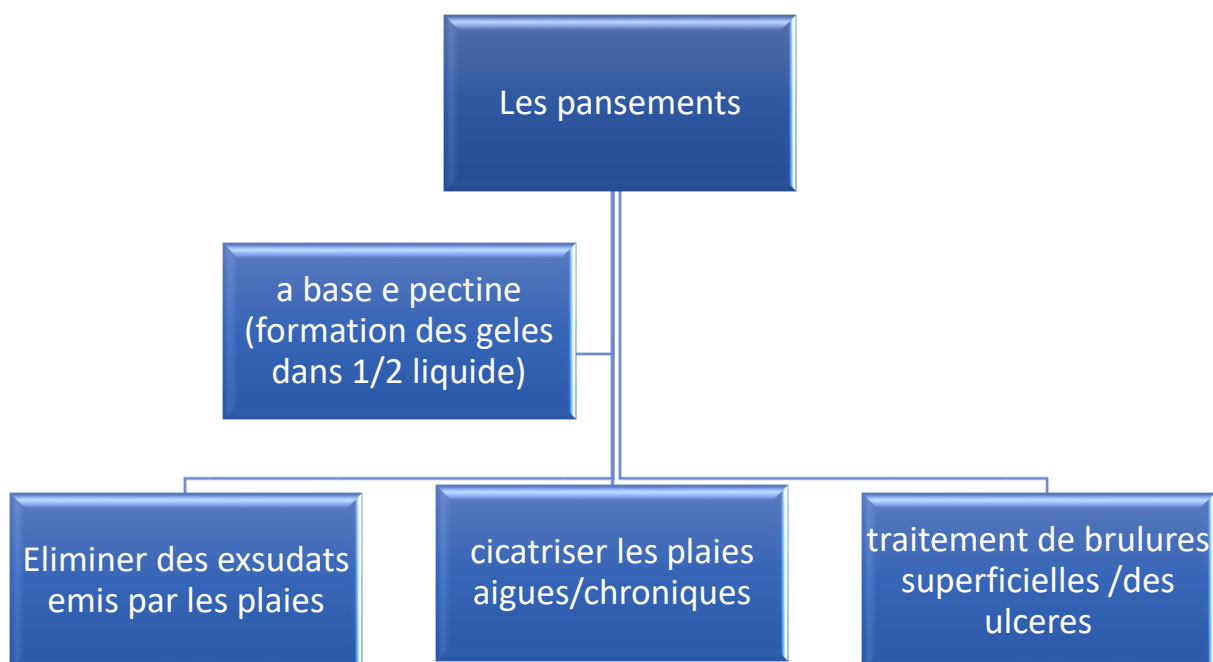 Les pansements
a base e pectine
(formation des geles
dans 1/2 liquide)
Eliminer des exsudats
emis par les plaies
cicatriser les plaies
aigues/chroniques
traitement de brulures
superficielles /des
ulceres